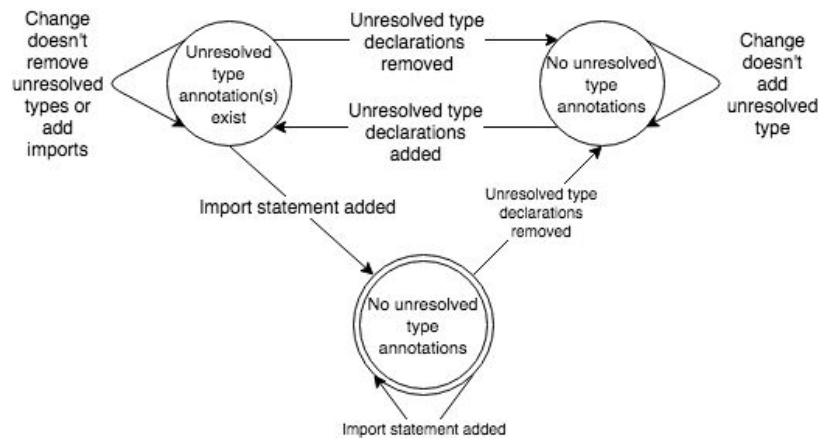 Change
doesn't
remove
unresolved
types or
add
imports
Unresolved
type
annotation(s)
exist
Unresolved type
declarations
removed
Unresolved type
declarations
added
No unresolved
type
annotations
Change
doesn't
add
unresolved
type
Import statement added
Unresolved type
declarations
removed
No unresolved
type
annotations
Import statement added